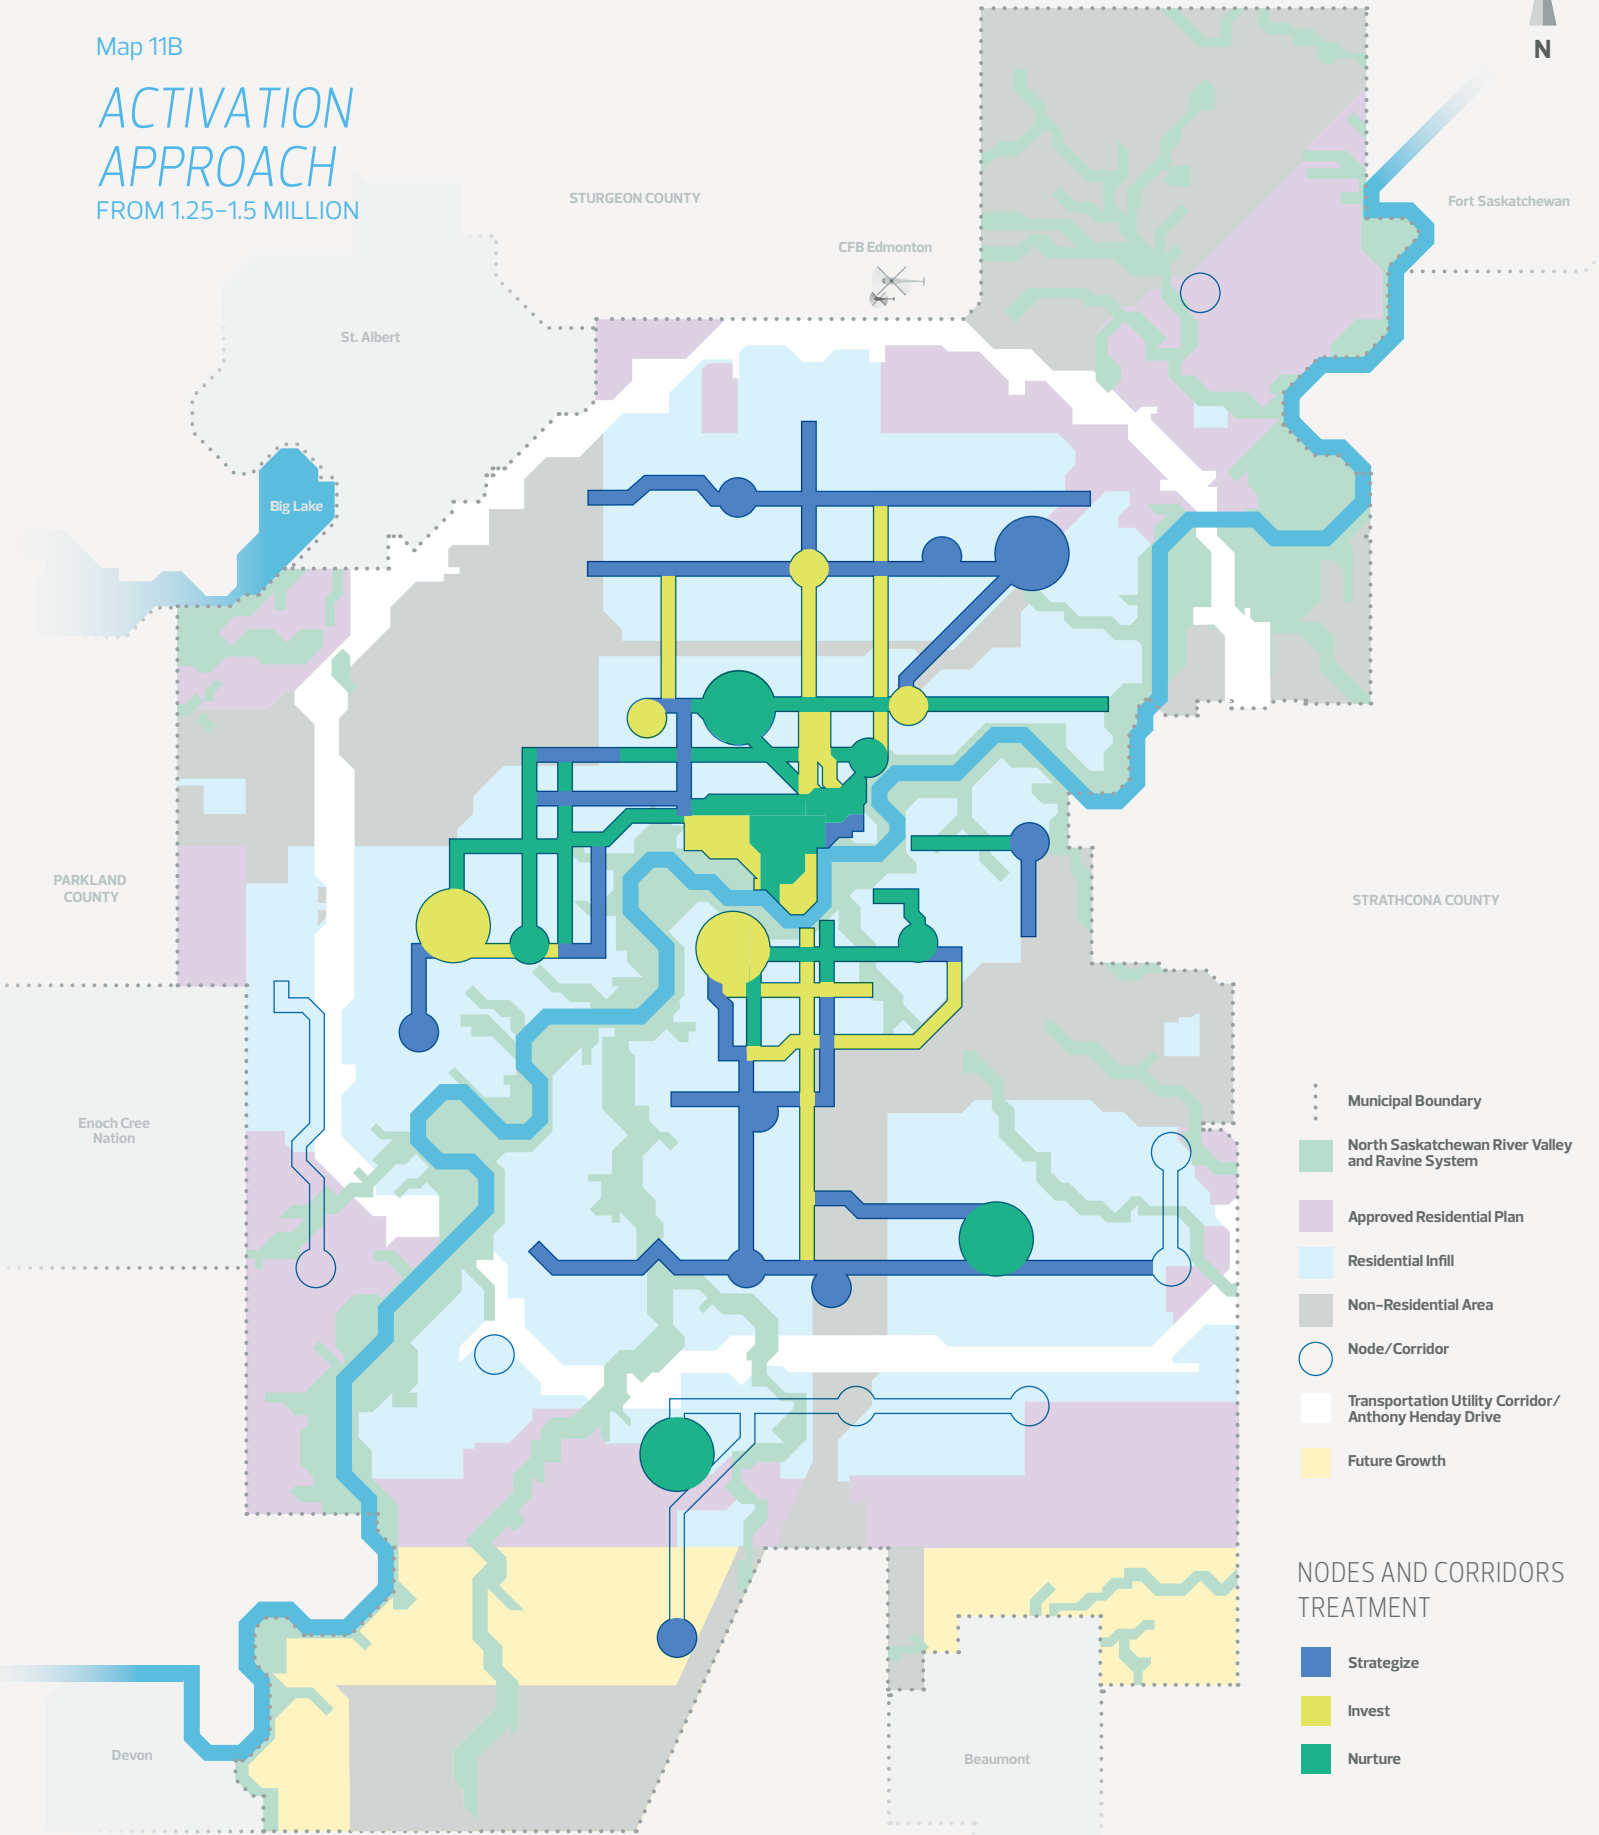 Map 11B
ACTIVATION
APPROACH
FROM 1.25–1.5 MILLION
N
STURGEON COUNTY
CFB Edmonton
Fort Saskatchewan
St. Albert
Big Lake
PARKLAND
COUNTY
STRATHCONA COUNTY
Enoch Cree
Nation
Devon
Beaumont
Municipal Boundary
North Saskatchewan River Valley
and Ravine System
Approved Residential Plan
Residential Infill
Non-Residential Area
Node/Corridor
Transportation Utility Corridor/
Anthony Henday Drive
Future Growth
NODES AND CORRIDORS
TREATMENT
Strategize
Invest
Nurture